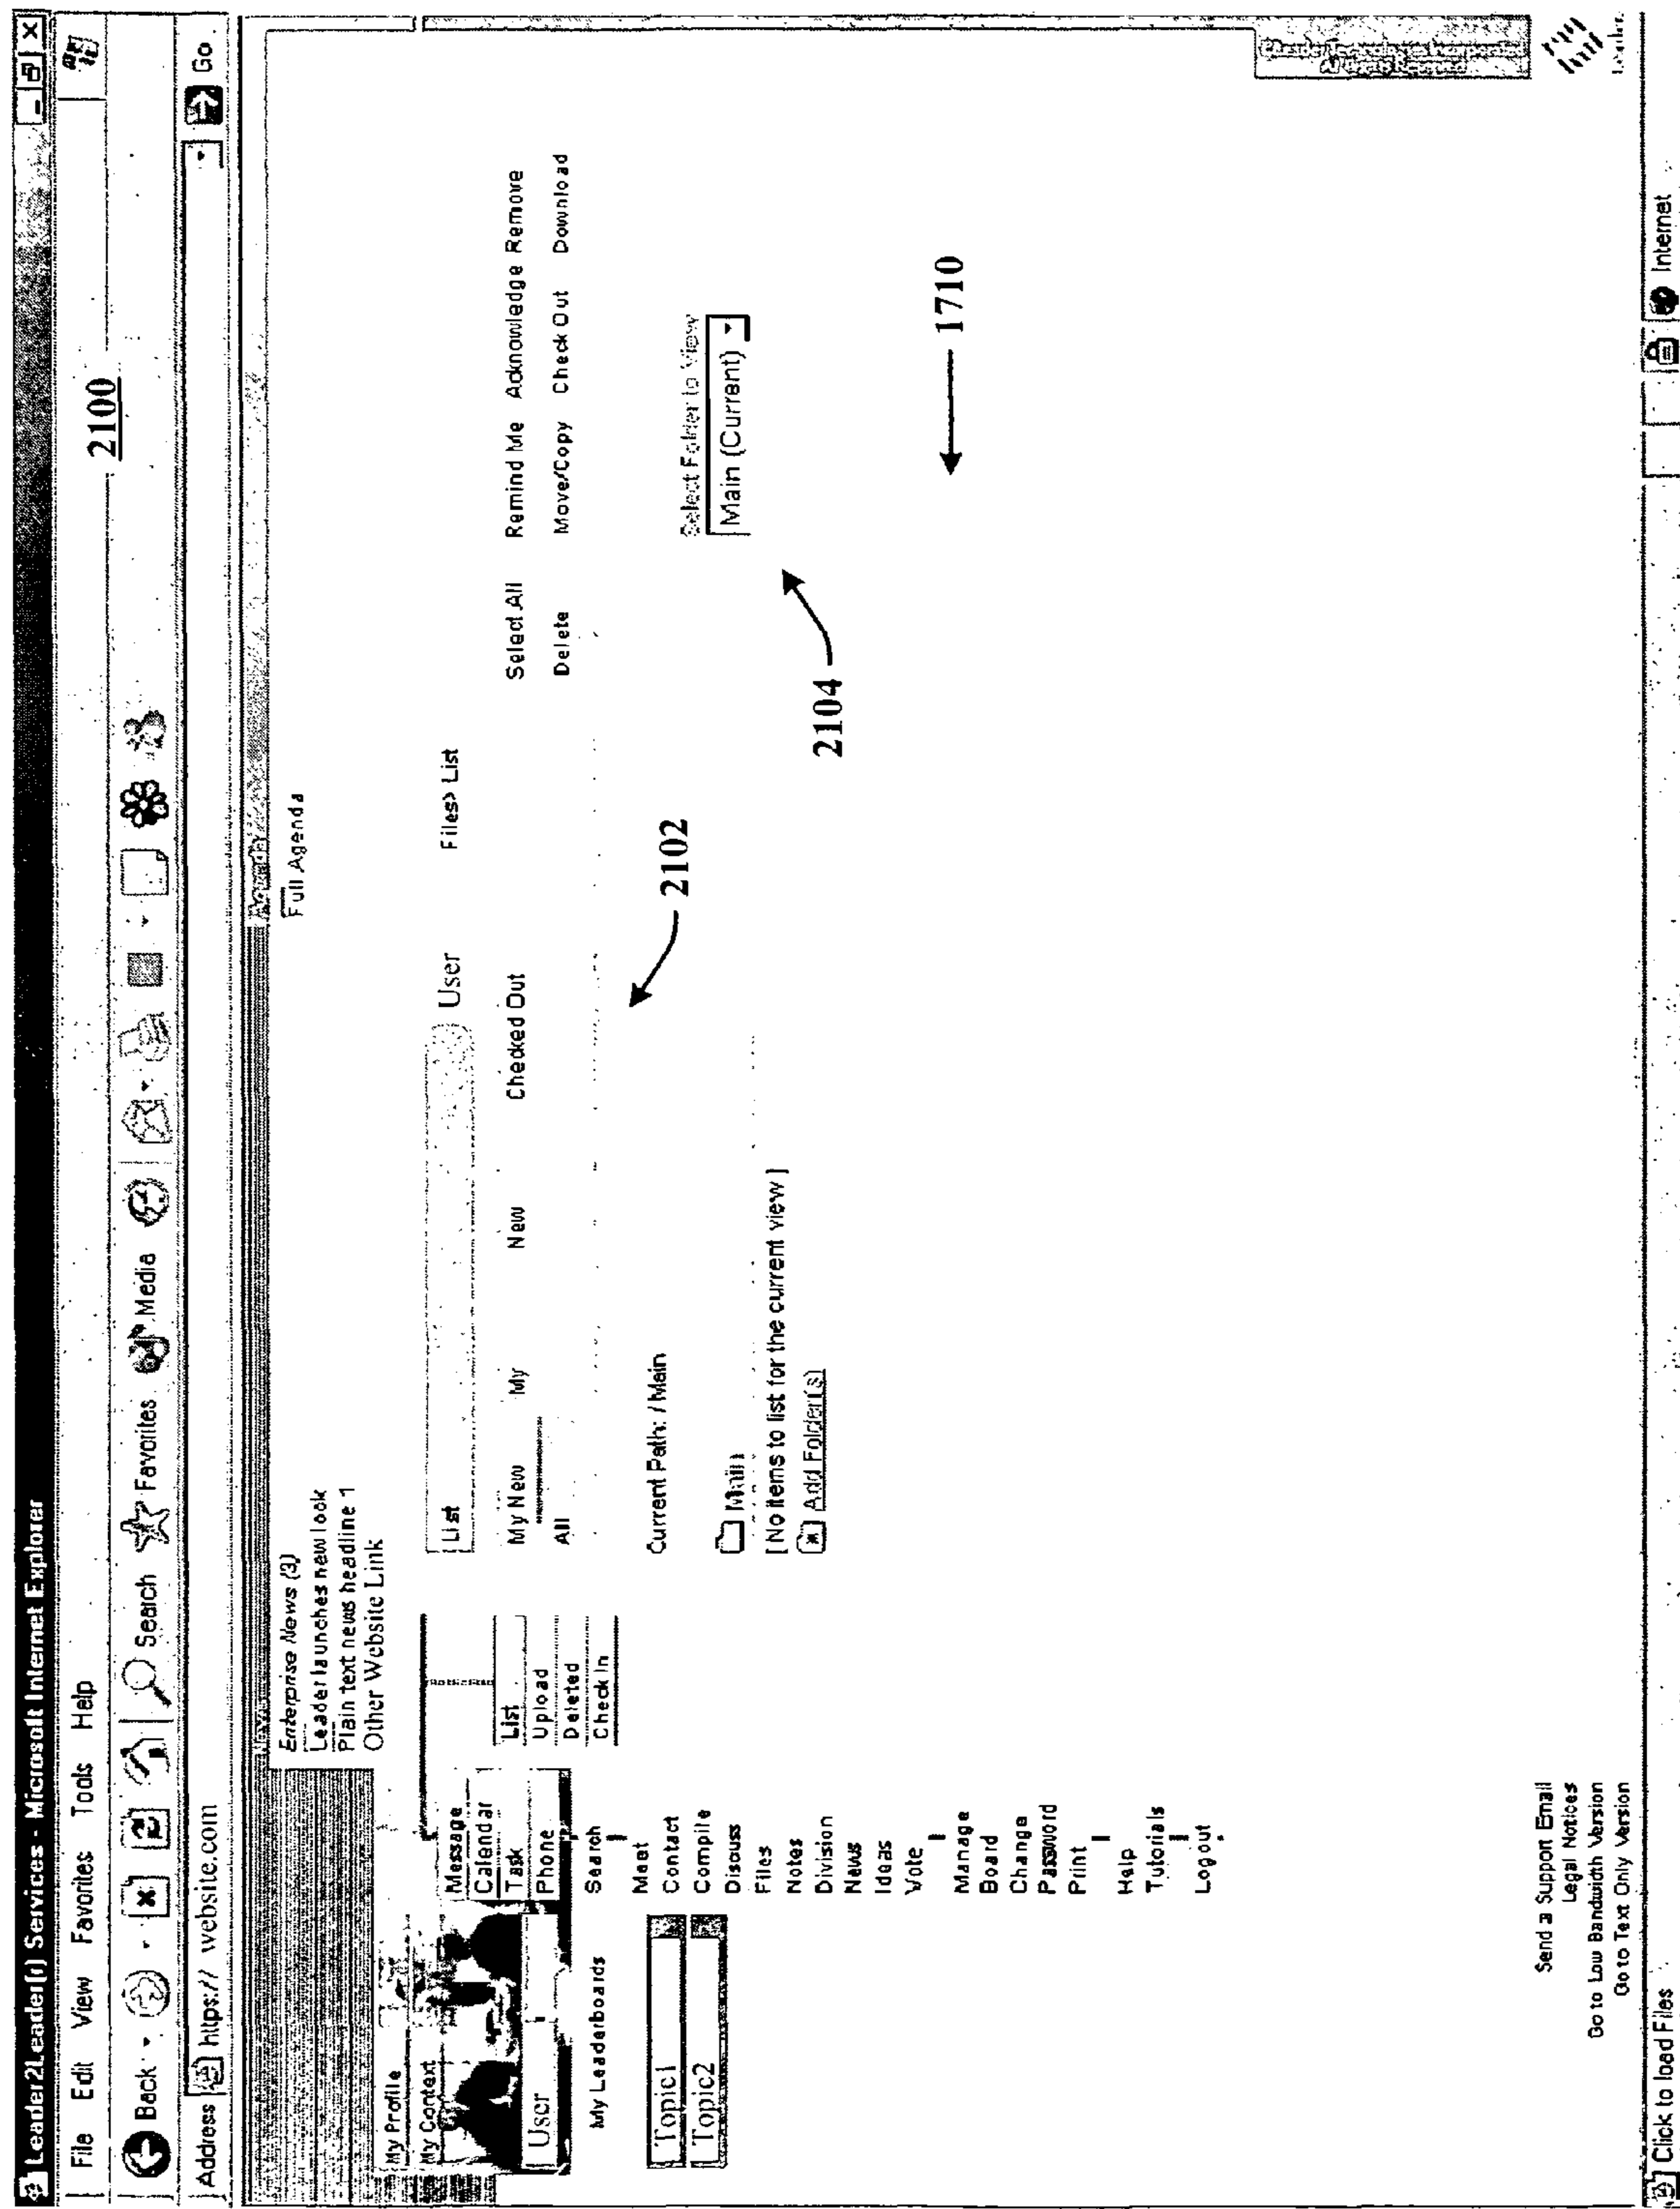 Leader2Leader(r) Services - Microsoft Internet Explorer
File Edit View Favorites Tools Help
2100
Back Search Favorites Media
Address https:// website.com Go
News Agenda
Enterprise News (3) Full Agenda
Leader launches new look
Plain text news headline 1
Other Website Link
My Profile
My Context
User
Message
Calendar
Task
Phone
My Leaderboards
Topic1
Topic2
Search
Meet
Contact
Compile
Discuss
Files
Notes
Division
News
Ideas
Vote
Manage
Board
Change
Password
Print
Help
Tutorials
Logout
List
Upload
Deleted
Check In
List User Files> List
My New My New Checked Out Select All Remind Me Acknowledge Remove
All Delete Move/Copy Check Out Download
2102
Current Path: / Main
Select Folder to View
Main (Current)
Main
[ No items to list for the current view ]
Add Folder(s)
2104
1710
Leader
All Rights Reserved
Leader.
Send a Support Email
Legal Notices
Go to Low Bandwidth Version
Go to Text Only Version
Click to load Files Internet